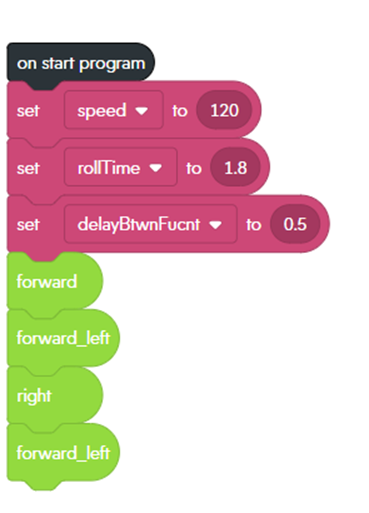 on start program
set speed to 120
set rollTime to 1.8
set delayBtwnFucnt to 0.5
forward
forward_left
right
forward_left